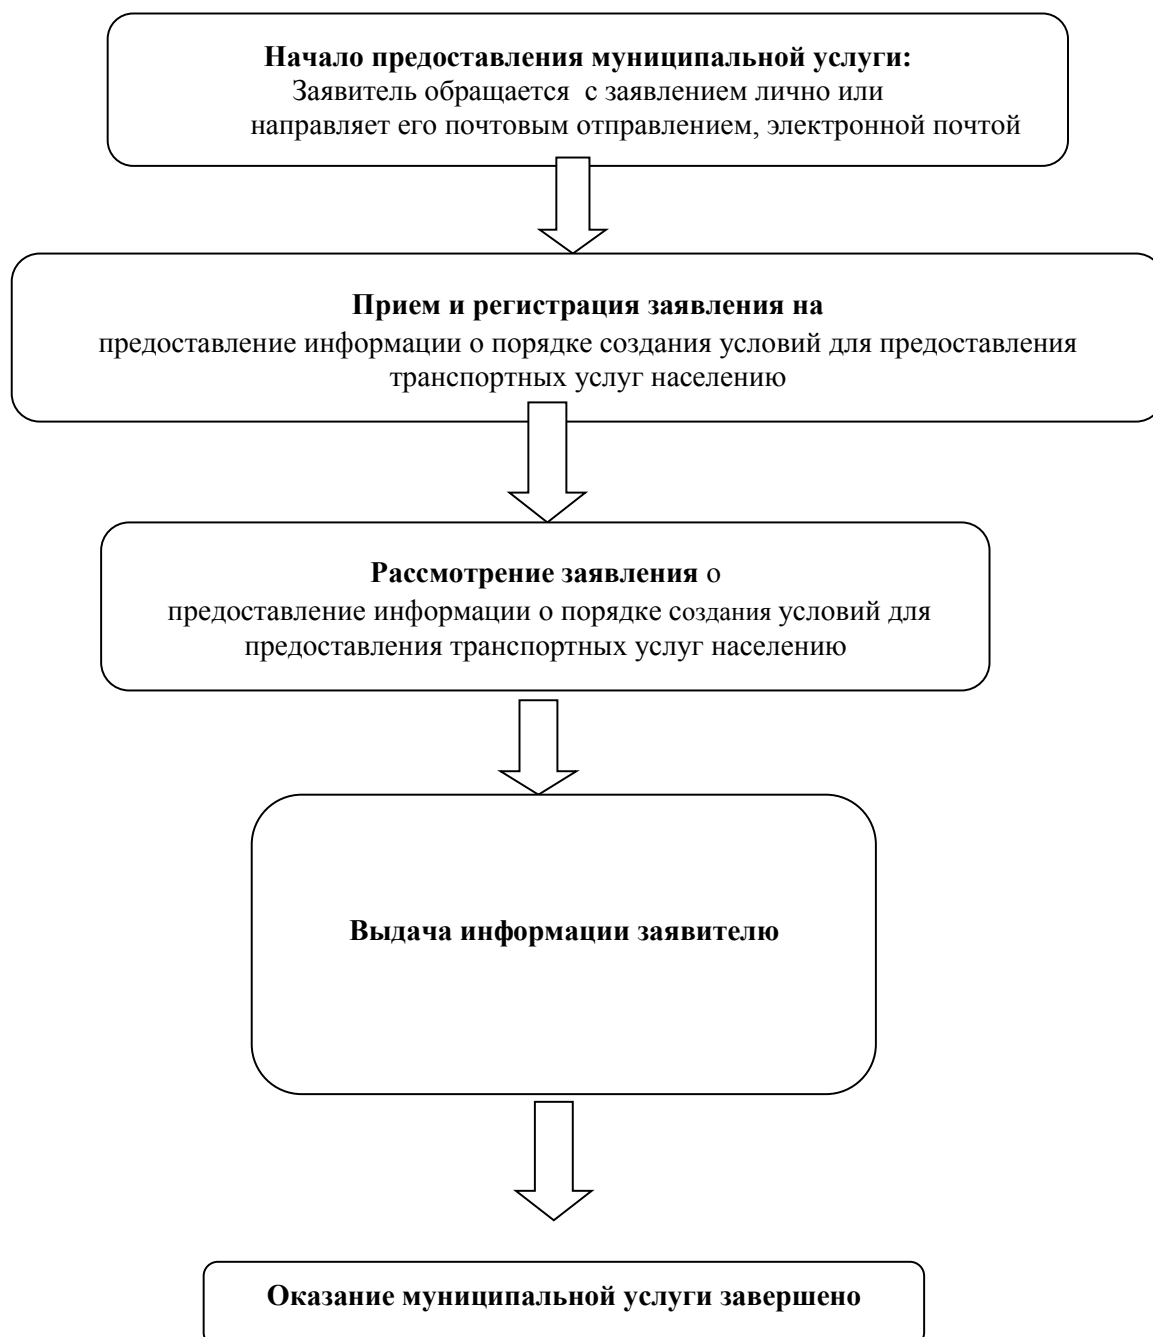 Начало предоставления муниципальной услуги:
Заявитель обращается с заявлением лично или
направляет его почтовым отправлением, электронной почтой
Прием и регистрация заявления на
предоставление информации о порядке создания условий для предоставления
транспортных услуг населению
Рассмотрение заявления о
предоставление информации о порядке создания условий для
предоставления транспортных услуг населению
Выдача информации заявителю
Оказание муниципальной услуги завершено